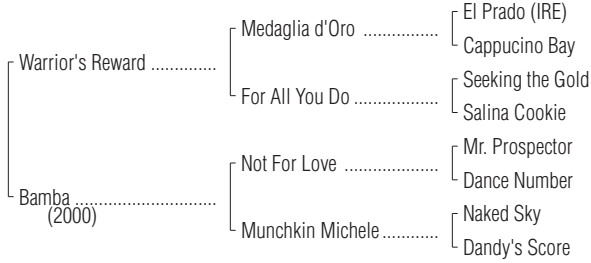 El Prado (IRE)
Medaglia d'Oro ................
Cappucino Bay
Warrior's Reward ..............
Seeking the Gold
For All You Do ..................
Salina Cookie
Mr. Prospector
Not For Love ....................
Dance Number
Bamba ..............................
(2000)
Naked Sky
Munchkin Michele ............
Dandy's Score